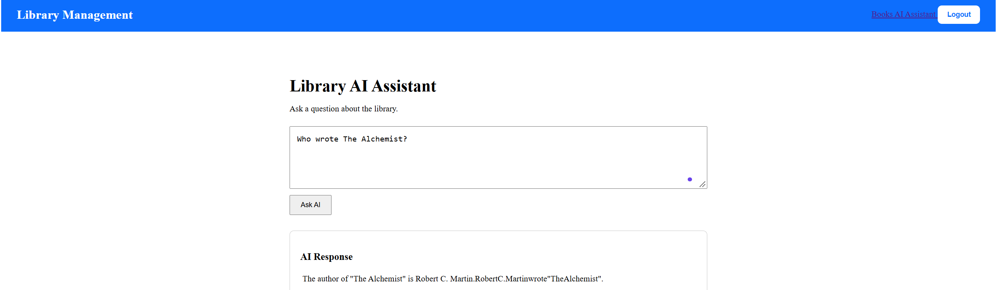 Library Management
Books AI Assistant Logout
Library AI Assistant
Ask a question about the library.
Who wrote The Alchemist?
Ask AI
AI Response
The author of "The Alchemist" is Robert C. Martin.RobertC.Martinwrote"TheAlchemist".